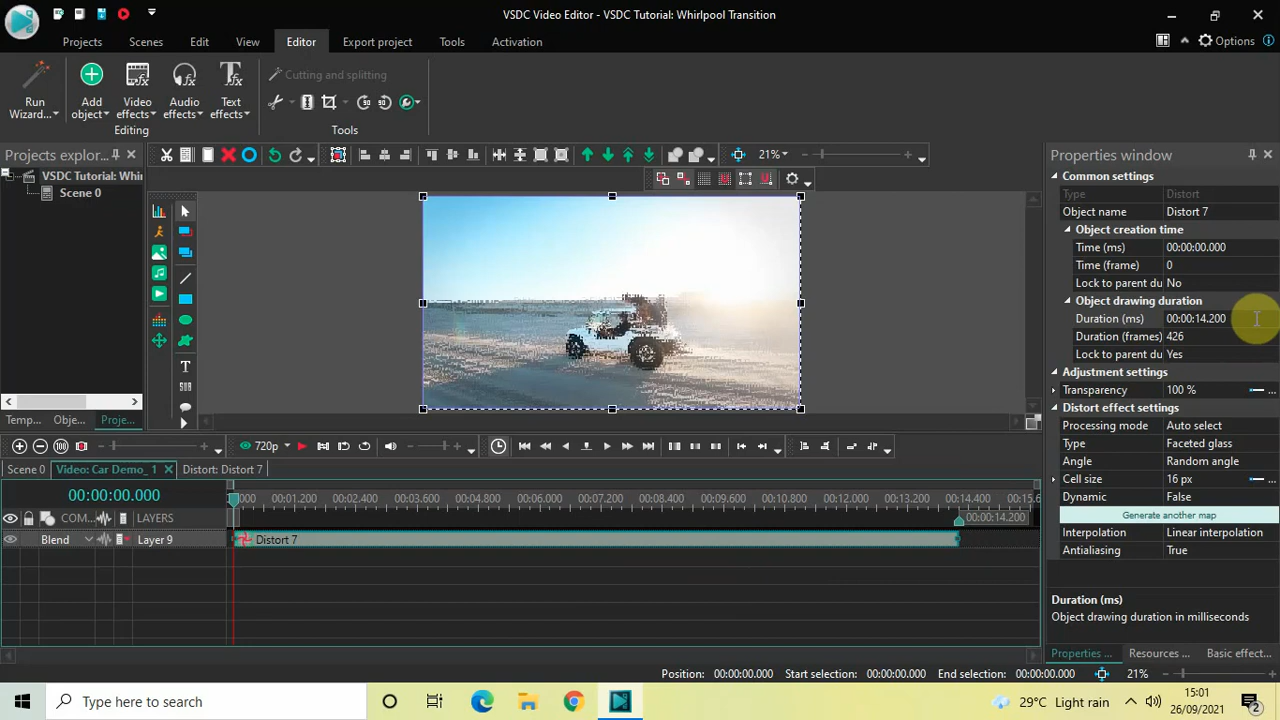 VSDC Video Editor - VSDC Tutorial: Whirlpool Transition
Projects Scenes Edit View Editor Export project Tools Activation
Options
Run Wizard...
Add object
Video effects
Audio effects
Text effects
Editing
Cutting and splitting
Tools
Projects explor...
21%
Properties window
VSDC Tutorial: Whir
Scene 0
Common settings
Type Distort
Object name Distort 7
Object creation time
Time (ms) 00:00:00.000
Time (frame) 0
Lock to parent du No
Object drawing duration
Duration (ms) 00:00:14.200
Duration (frames) 426
Lock to parent du Yes
Adjustment settings
Transparency 100 % ...
Distort effect settings
Processing mode Auto select
Type Faceted glass
Angle Random angle
Cell size 16 px ...
Dynamic False
Generate another map
Interpolation Linear interpolation
Antialiasing True
Duration (ms)
Object drawing duration in milliseconds
Properties ... Resources ... Basic effect...
Temp... Obje... Proje...
720p
Scene 0 Video: Car Demo_ 1 Distort: Distort 7
00:00:00.000
000 00:01.200 00:02.400 00:03.600 00:04.800 00:06.000 00:07.200 00:08.400 00:09.600 00:10.800 00:12.000 00:13.200 00:14.400 00:15.6
00:00:14.200
COM... LAYERS
Blend Layer 9 Distort 7
Position: 00:00:00.000 Start selection: 00:00:00.000 End selection: 00:00:00.000 21%
Type here to search
29°C Light rain
15:01
26/09/2021
2